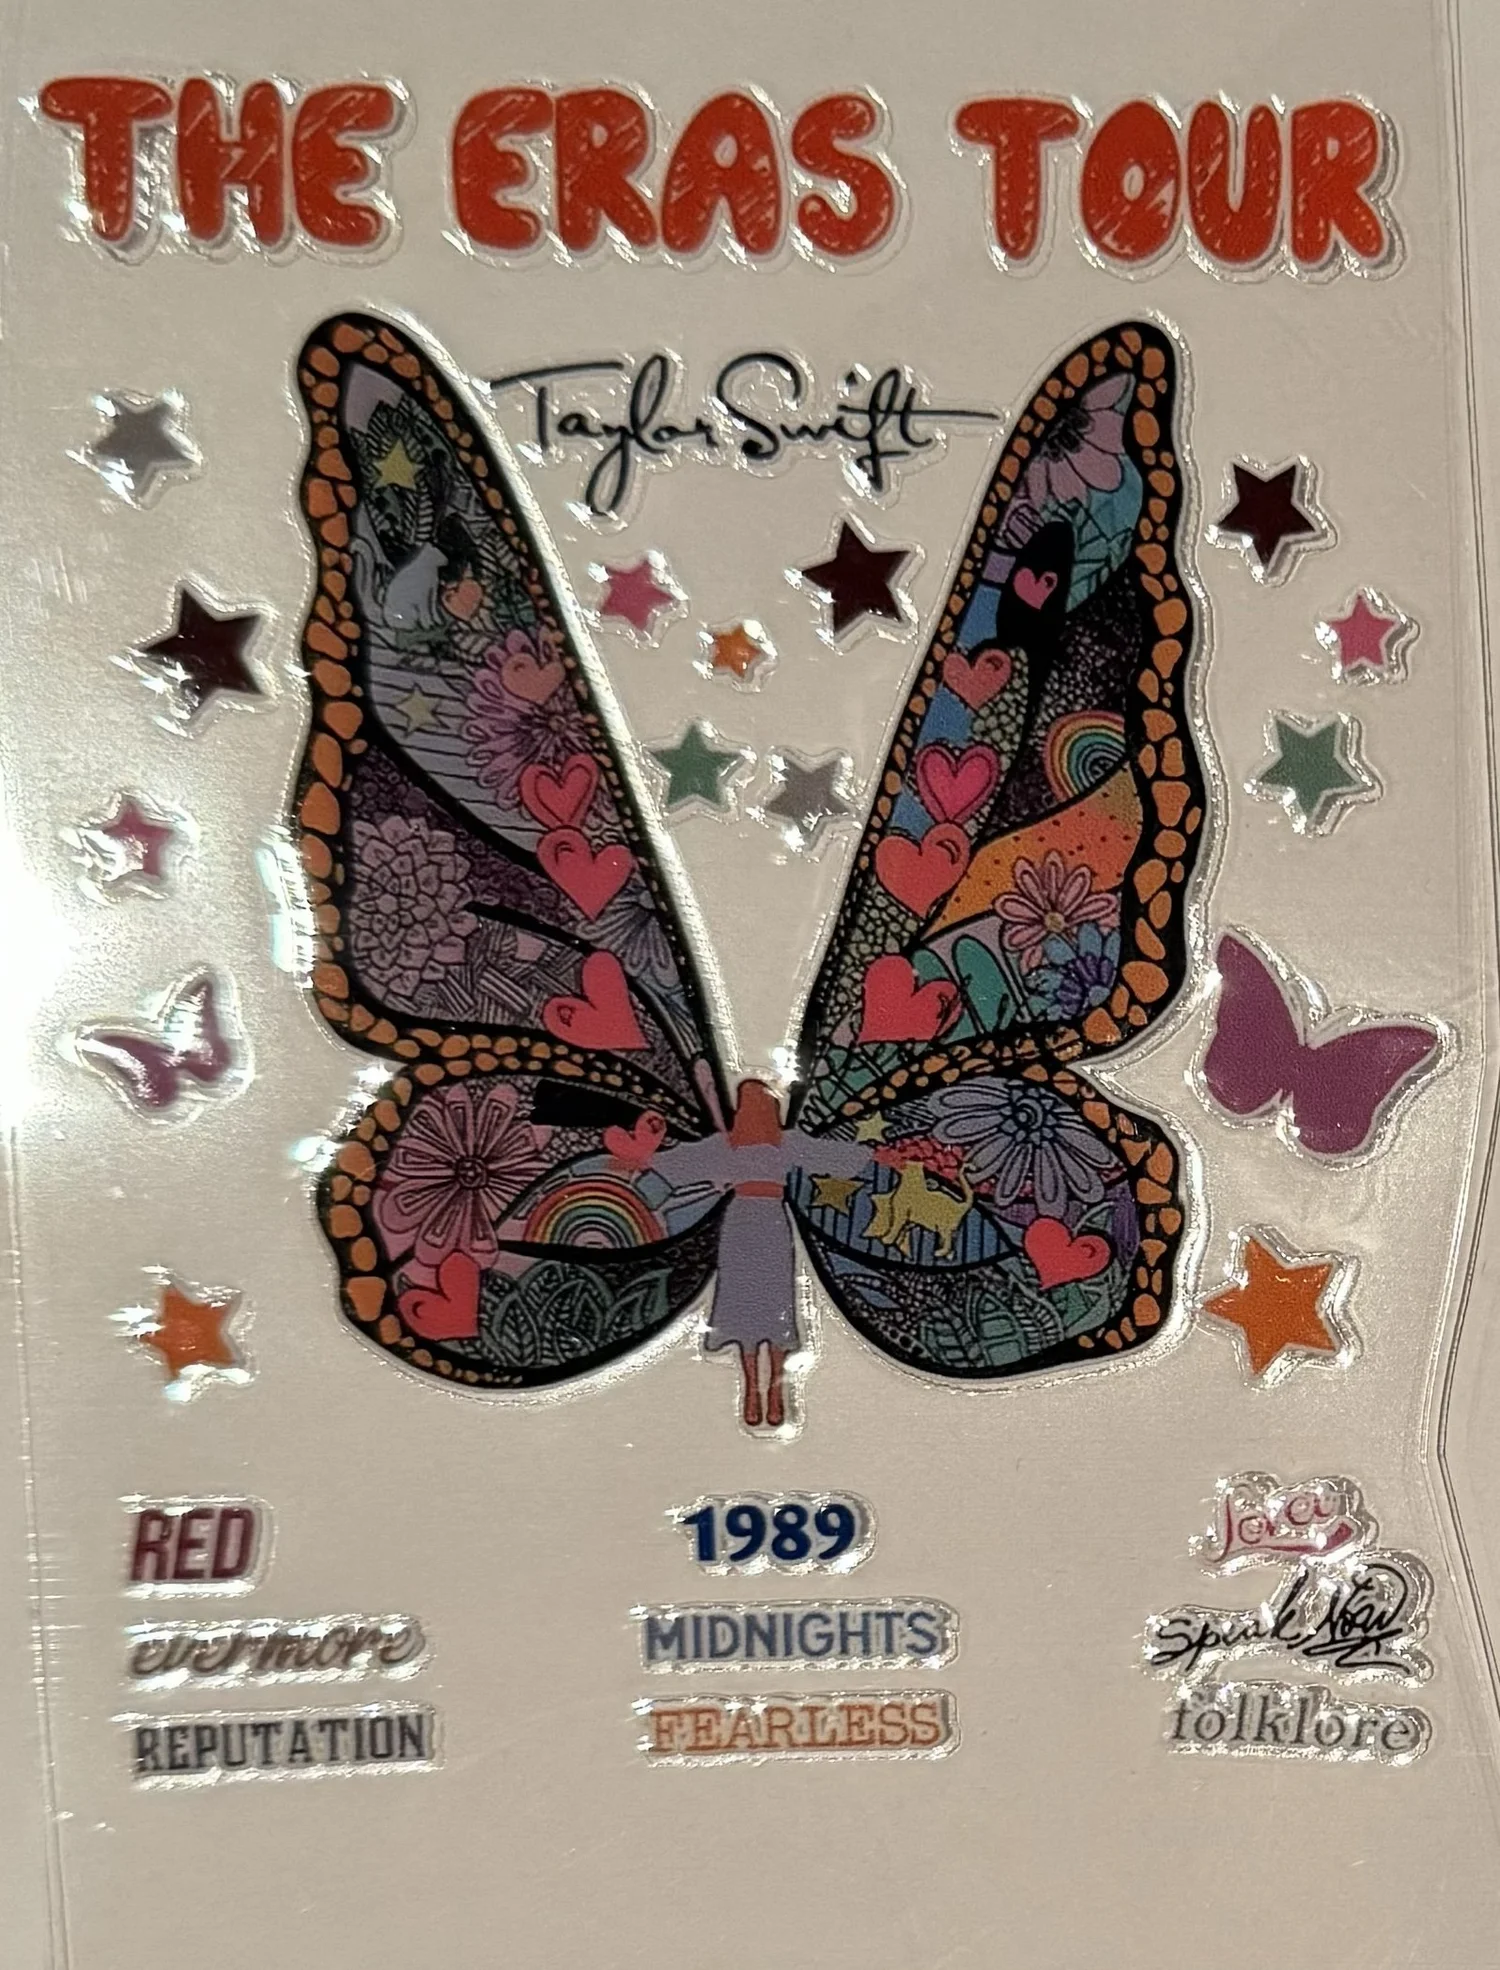 THE ERAS TOUR
Taylor Swift
RED
1989
Lover
evermore
MIDNIGHTS
Speak Now
REPUTATION
FEARLESS
folklore